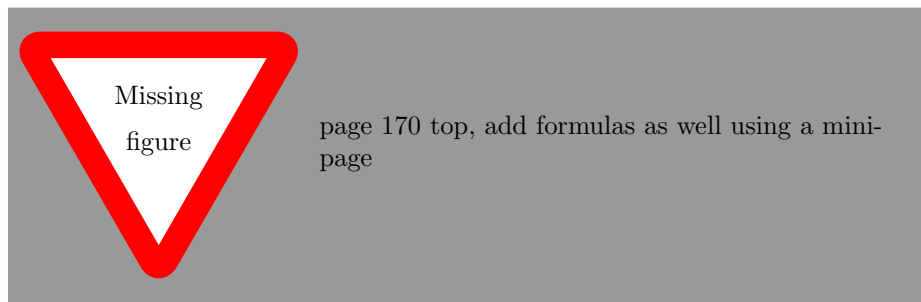 Missing
figure
page 170 top, add formulas as well using a mini-
page